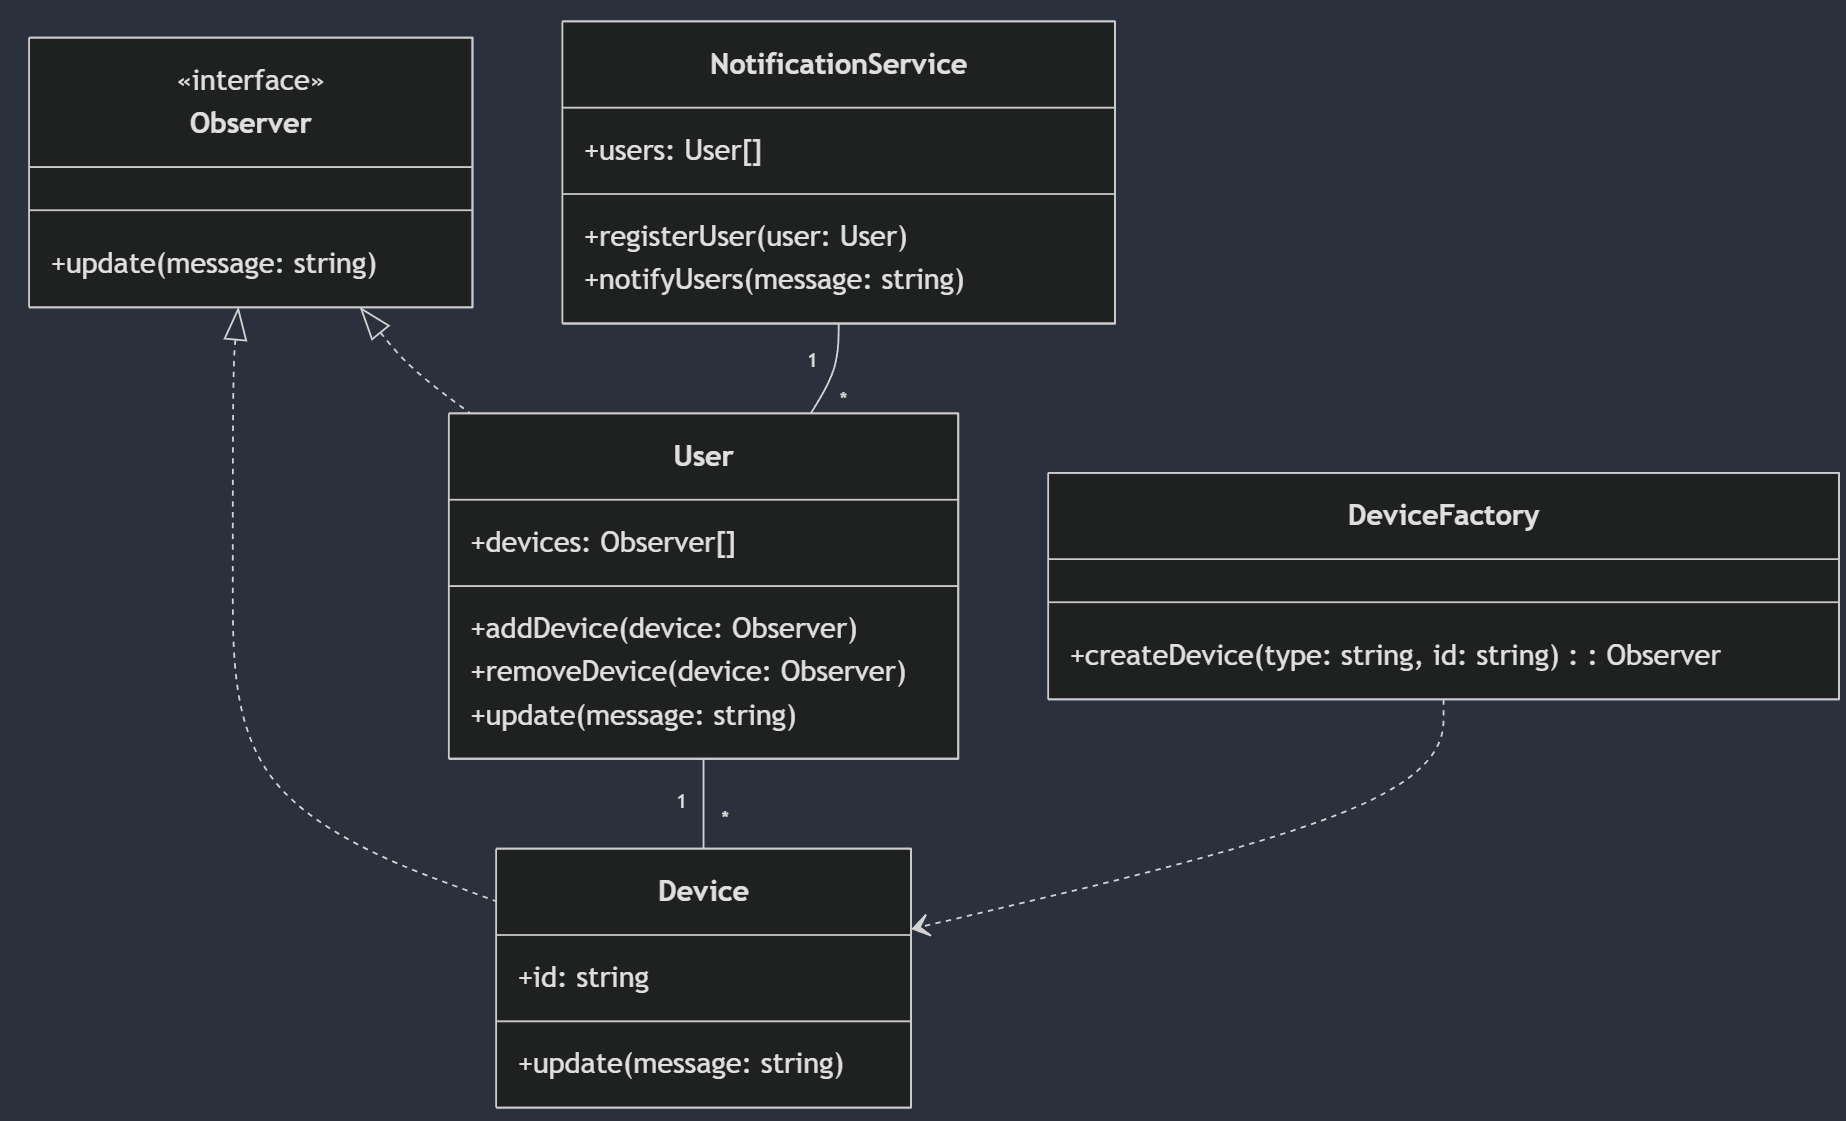 «interface»
Observer
+update(message: string)
NotificationService
+users: User[]
+registerUser(user: User)
+notifyUsers(message: string)
1
*
User
+devices: Observer[]
+addDevice(device: Observer)
+removeDevice(device: Observer)
+update(message: string)
DeviceFactory
+createDevice(type: string, id: string) : : Observer
1
*
Device
+id: string
+update(message: string)